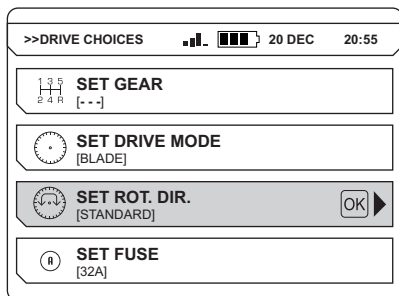 >>DRIVE CHOICES 20 DEC 20:55
1 3 5
2 4 R
SET GEAR
[- - -]
SET DRIVE MODE
[BLADE]
SET ROT. DIR.
[STANDARD]
OK
A
SET FUSE
[32A]